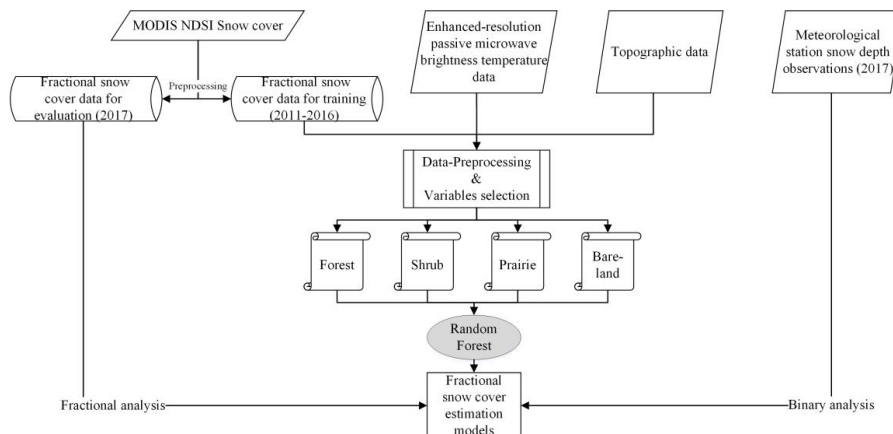 MODIS NDSI Snow cover
Enhanced-resolution
passive microwave
brightness temperature
data
Topographic data
Meteorological
station snow depth
observations (2017)
Fractional snow
cover data for
evaluation (2017)
Preprocessing
Fractional snow
cover data for training
(2011-2016)
Data-Preprocessing
&
Variables selection
Forest
Shrub
Prairie
Bare-
land
Random
Forest
Fractional analysis
Fractional
snow cover
estimation
models
Binary analysis